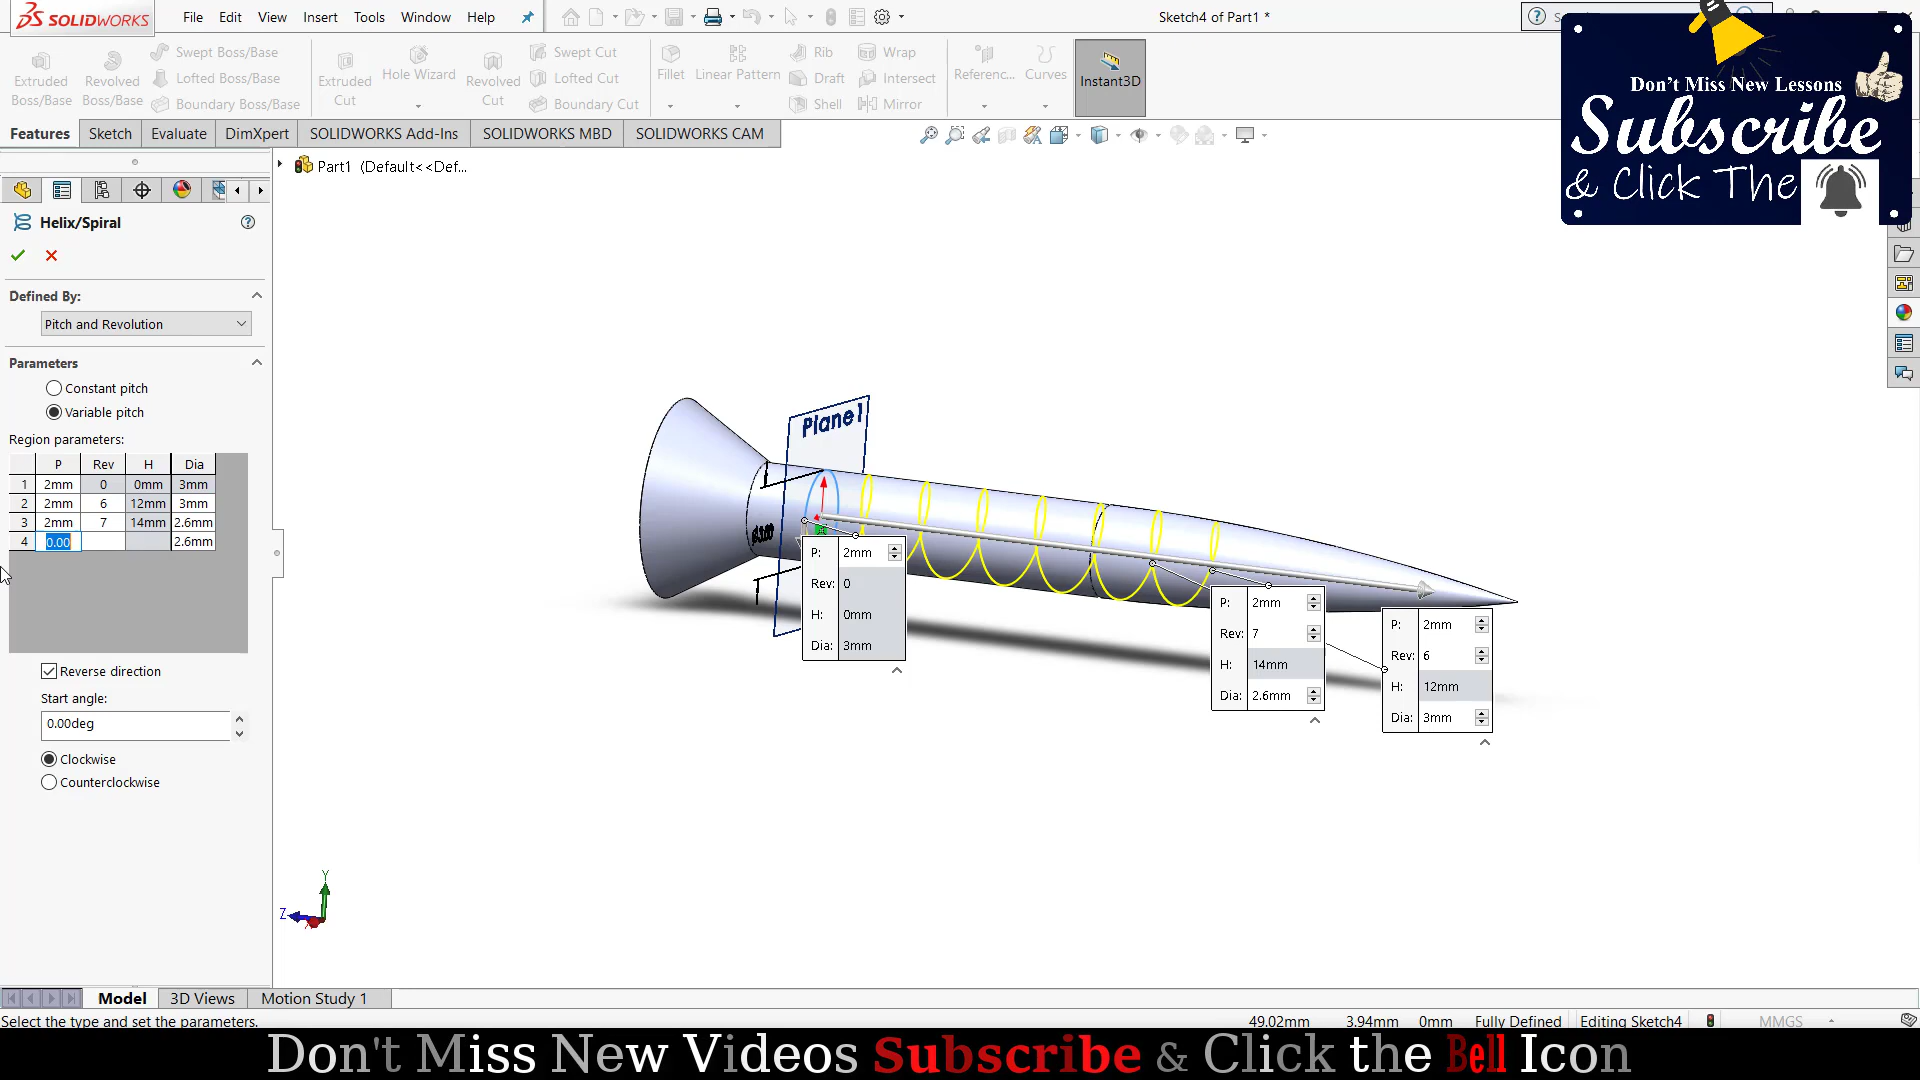 SOLIDWORKS
File Edit View Insert Tools Window Help
Sketch4 of Part1 *
Extruded Boss/Base
Revolved Boss/Base
Swept Boss/Base
Lofted Boss/Base
Boundary Boss/Base
Extruded Cut
Hole Wizard
Revolved Cut
Swept Cut
Lofted Cut
Boundary Cut
Fillet
Linear Pattern
Rib
Draft
Shell
Wrap
Intersect
Mirror
Referenc...
Curves
Instant3D
Don't Miss New Lessons
Subscribe
& Click The
Features Sketch Evaluate DimXpert SOLIDWORKS Add-Ins SOLIDWORKS MBD SOLIDWORKS CAM
Part1 (Default<<Def...
Helix/Spiral
Defined By:
Pitch and Revolution
Parameters
Constant pitch
Variable pitch
Region parameters:
P Rev H Dia
1 2mm 0 0mm 3mm
2 2mm 6 12mm 3mm
3 2mm 7 14mm 2.6mm
4 0.00 2.6mm
Reverse direction
Start angle:
0.00deg
Clockwise
Counterclockwise
Plane1
P: 2mm
Rev: 0
H: 0mm
Dia: 3mm
P: 2mm
Rev: 7
H: 14mm
Dia: 2.6mm
P: 2mm
Rev: 6
H: 12mm
Dia: 3mm
Y
Z
Model 3D Views Motion Study 1
Select the type and set the parameters.
49.02mm 3.94mm 0mm Fully Defined Editing Sketch4 MMGS
Don't Miss New Videos Subscribe & Click the Bell Icon